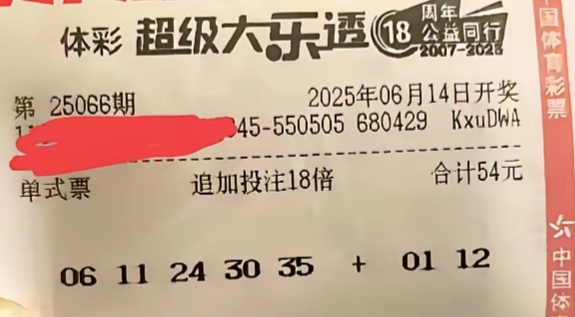 体彩 超级大乐透 18 周年 公益同行 2007-2025
第 25066期 2025年06月14日开奖
45-550505 680429 KxuDWA
单式票 追加投注18倍 合计54元
06 11 24 30 35 + 01 12
中国体育彩票
中国体